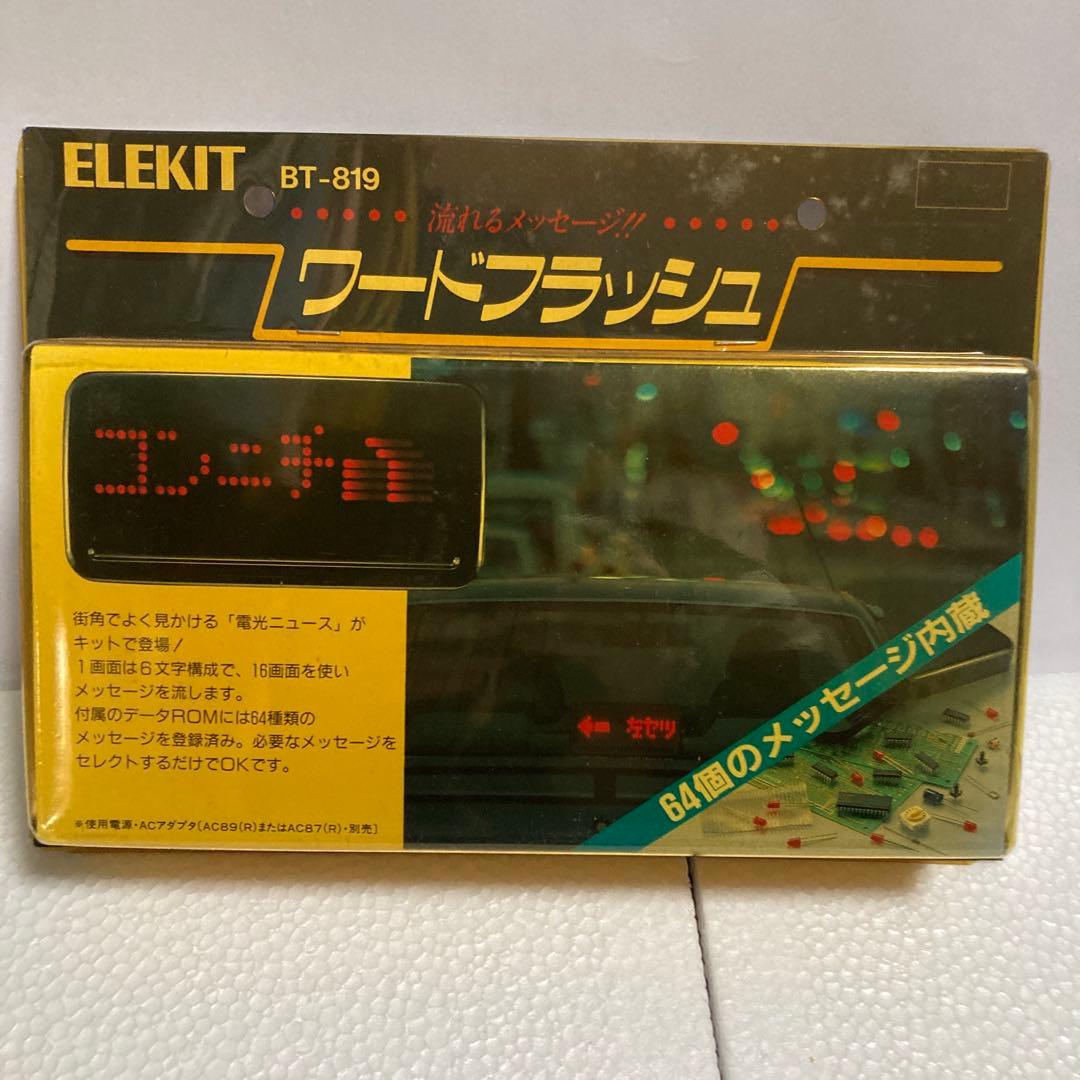 ELEKIT BT-819
流れるメッセージ!!
ワードフラッシュ
コンニチ
街角でよく見かける「電光ニュース」が
キットで登場!
1画面は6文字構成で、16画面を使い
メッセージを流します。
付属のデータROMには64種類の
メッセージを登録済み。必要なメッセージを
セレクトするだけでOKです。
※使用電源・ACアダプタ〔AC89(R)またはAC87(R)・別売〕
← 左セツ
64個のメッセージ内蔵